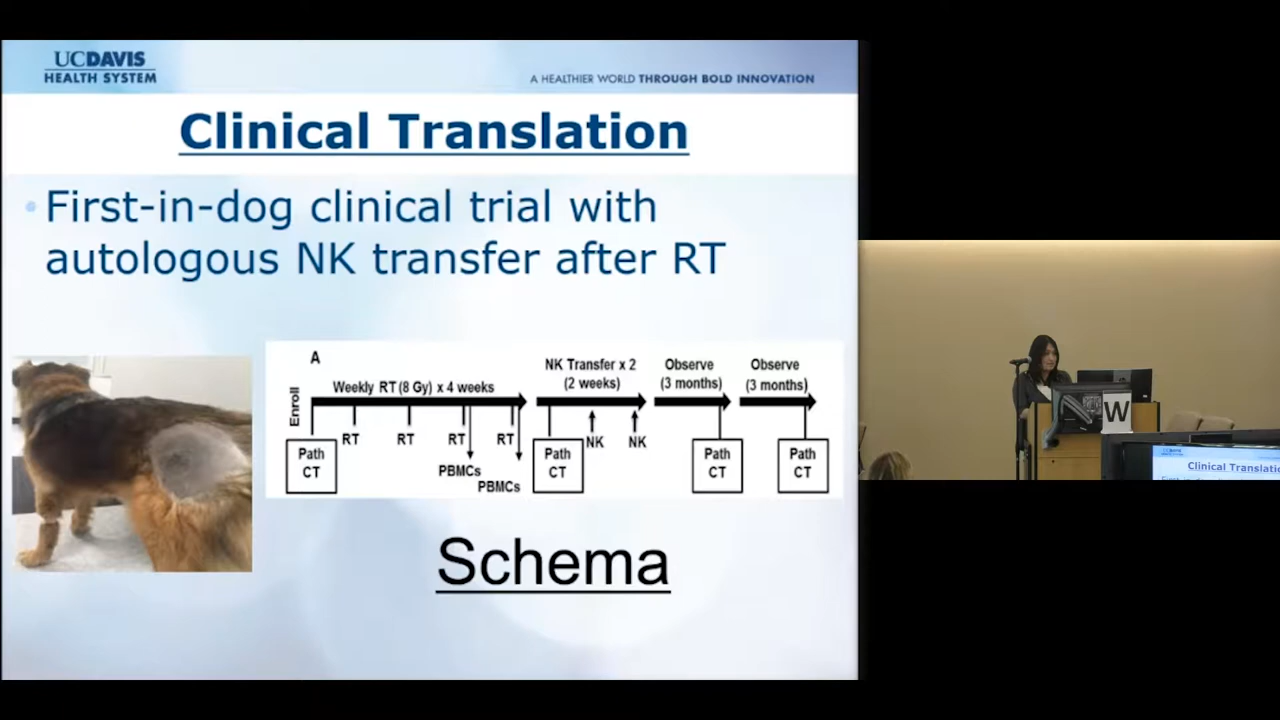 UCDAVIS
HEALTH SYSTEM
A HEALTHIER WORLD THROUGH BOLD INNOVATION
Clinical Translation
• First-in-dog clinical trial with
autologous NK transfer after RT
A
Enroll
Weekly RT (8 Gy) x 4 weeks
NK Transfer x 2
(2 weeks)
Observe
(3 months)
Observe
(3 months)
RT
RT
RT
RT
NK
NK
Path
CT
PBMCs
PBMCs
Path
CT
Path
CT
Path
CT
Schema
W
Clinical Translatio